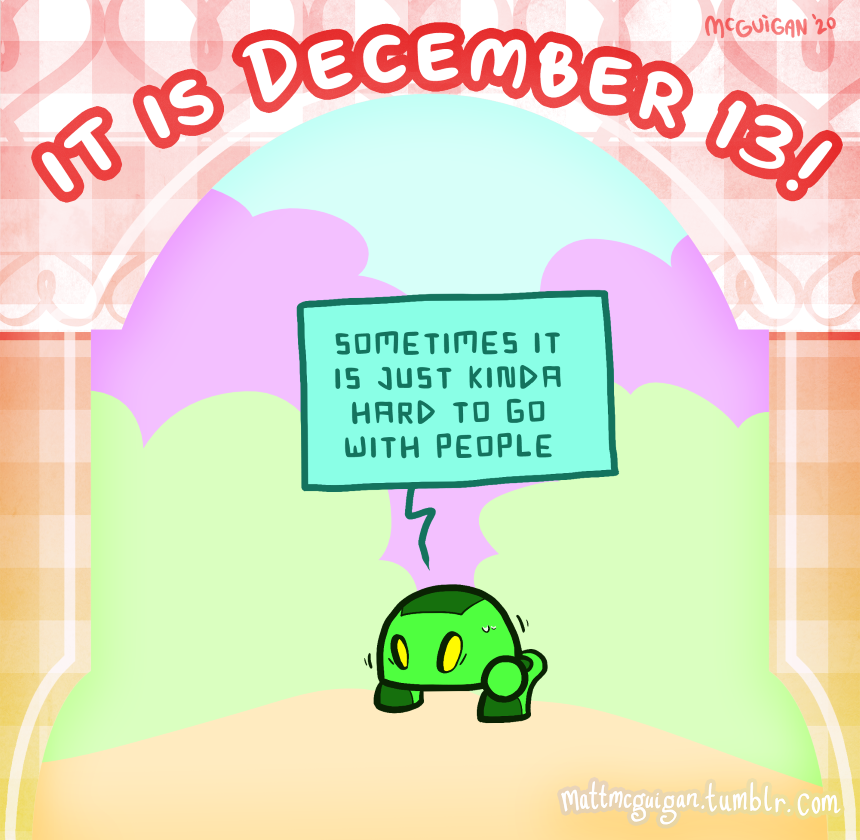 McGUiGAN '20
IT IS DECEMBER 13!
SOMETIMES IT
IS JUST KINDA
HARD TO GO
WITH PEOPLE
mattmcguigan.tumblr.com